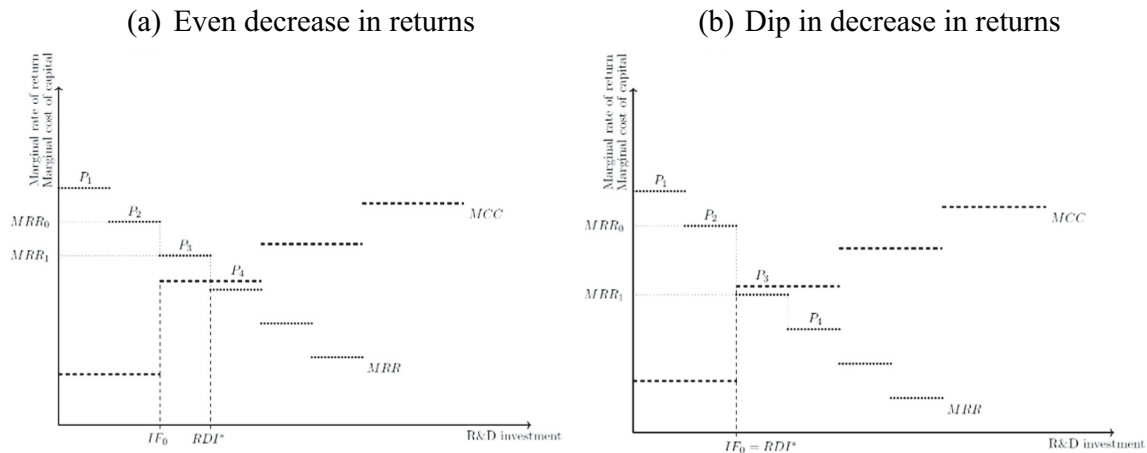 (a) Even decrease in returns
Marginal rate of return
Marginal cost of capital
P₁
MRR₀
P₂
MCC
MRR₁
P₃
P₄
MRR
IF₀
RDI*
R&D investment
(b) Dip in decrease in returns
Marginal rate of return
Marginal cost of capital
P₁
MRR₀
P₂
MCC
MRR₁
P₃
P₄
MRR
IF₀ = RDI*
R&D investment